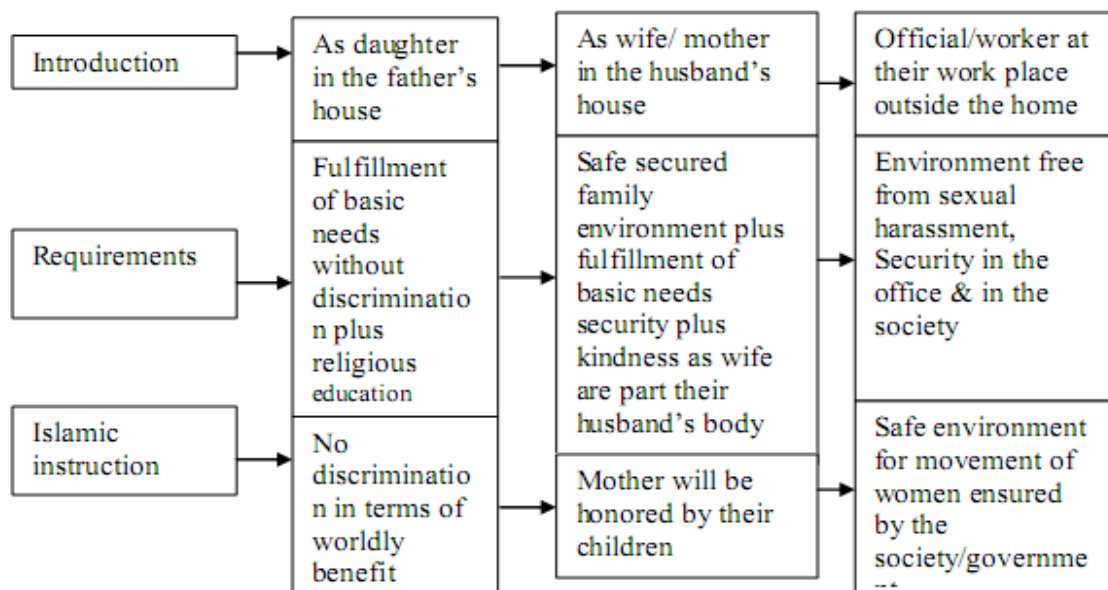 Introduction
As daughter
in the father's
house
As wife/ mother
in the husband's
house
Official/worker at
their work place
outside the home
Requirements
Fulfillment
of basic
needs
without
discriminatio
n plus
religious
education
Safe secured
family
environment plus
fulfillment of
basic needs
security plus
kindness as wife
are part their
husband's body
Environment free
from sexual
harassment,
Security in the
office & in the
society
Islamic
instruction
No
discriminatio
n in terms of
worldly
benefit
Mother will be
honored by their
children
Safe environment
for movement of
women ensured
by the
society/governme